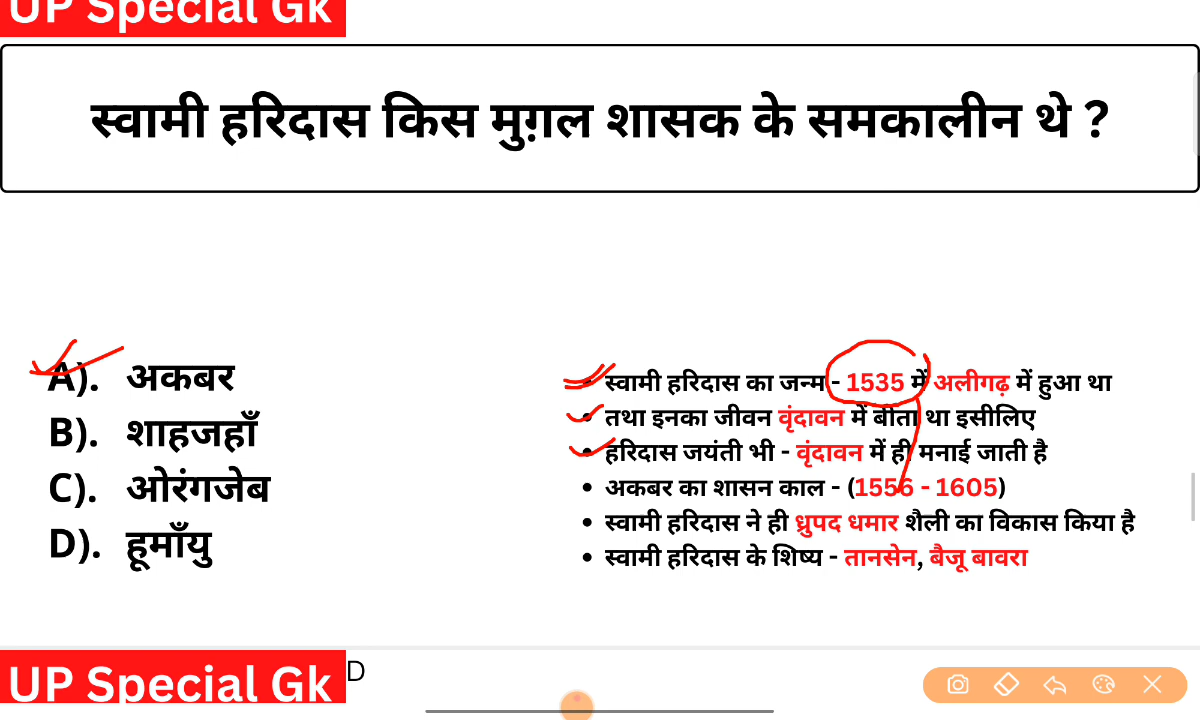 UP Special Gk
स्वामी हरिदास किस मुग़ल शासक के समकालीन थे ?
A). अकबर
B). शाहजहाँ
C). ओरंगजेब
D). हूमाँयु
• स्वामी हरिदास का जन्म - 1535 में अलीगढ़ में हुआ था
• तथा इनका जीवन वृंदावन में बीता था इसीलिए
• हरिदास जयंती भी - वृंदावन में ही मनाई जाती है
• अकबर का शासन काल - (1556 - 1605)
• स्वामी हरिदास ने ही ध्रुपद धमार शैली का विकास किया है
• स्वामी हरिदास के शिष्य - तानसेन, बैजू बावरा
UP Special Gk D